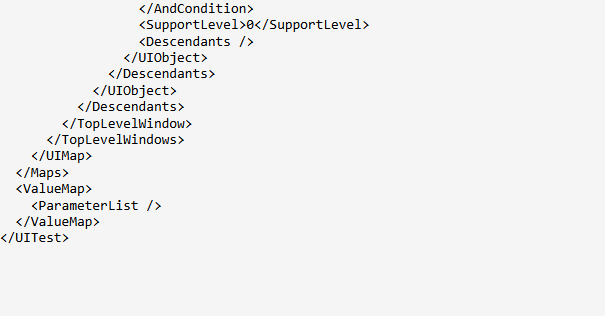 </AndCondition>
<SupportLevel>0</SupportLevel>
<Descendants />
</UIObject>
</Descendants>
</UIObject>
</Descendants>
</TopLevelWindow>
</TopLevelWindows>
</UIMap>
</Maps>
<ValueMap>
<ParameterList />
</ValueMap>
</UITest>